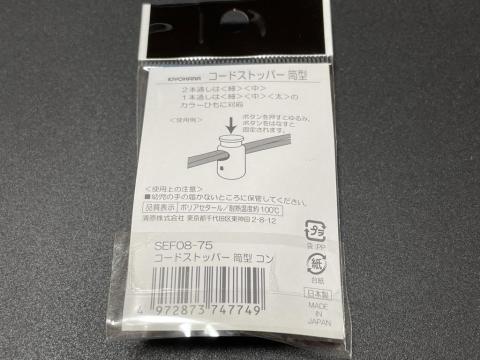 KIYOHARA コードストッパー 筒型
2本通しは<細><中>
1本通しは<細><中><太>の
カラーひもに対応
<使用例>
ボタンを押すとゆるみ、
ボタンをはなすと
固定されます。
<使用上の注意>
■幼児の手の届かないところに保管してください。
品質表示 ポリアセタール/耐熱温度約100℃
清原株式会社 東京都千代田区東神田2-8-12
SEF08-75
コードストッパー 筒型 コン
4 972873 747749
プラ
袋:PP
紙
台紙
日本製
MADE
IN
JAPAN